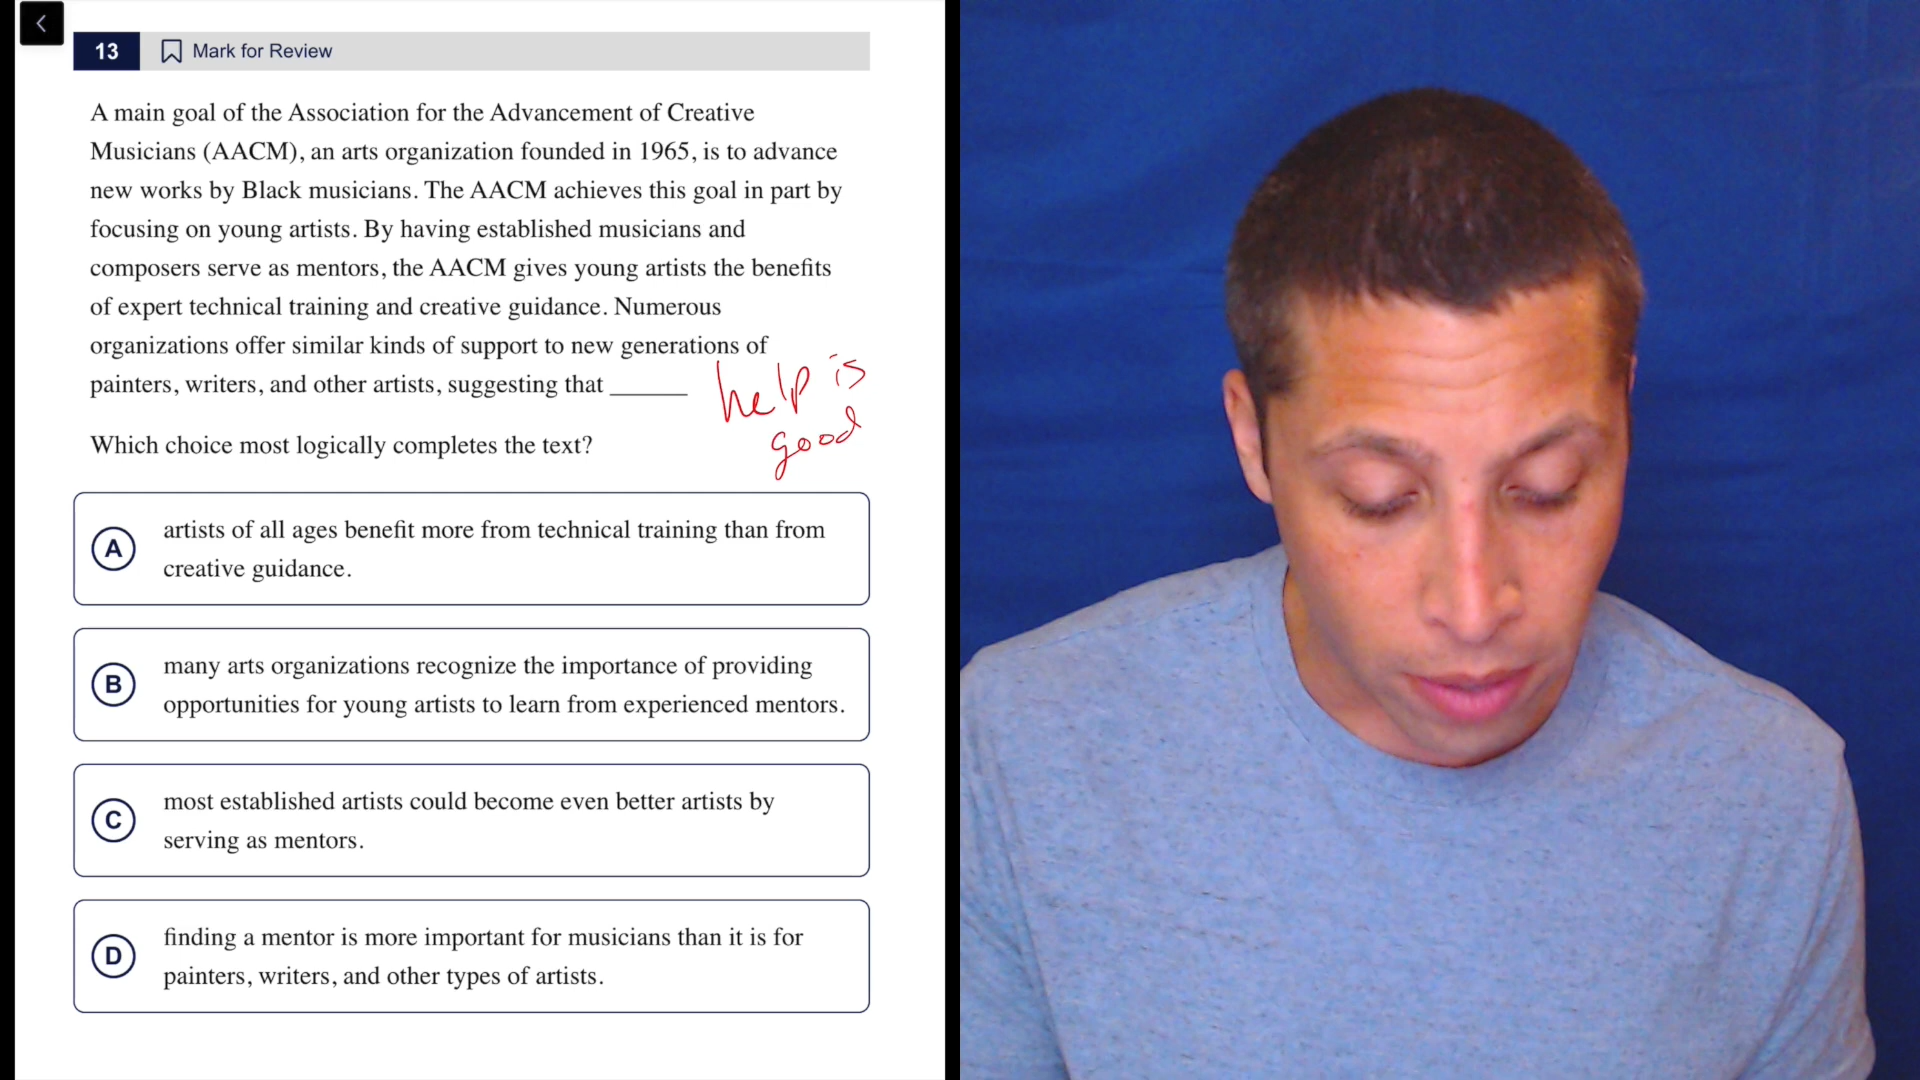 13 Mark for Review
A main goal of the Association for the Advancement of Creative
Musicians (AACM), an arts organization founded in 1965, is to advance
new works by Black musicians. The AACM achieves this goal in part by
focusing on young artists. By having established musicians and
composers serve as mentors, the AACM gives young artists the benefits
of expert technical training and creative guidance. Numerous
organizations offer similar kinds of support to new generations of
painters, writers, and other artists, suggesting that ______
help is
good
Which choice most logically completes the text?
A artists of all ages benefit more from technical training than from
creative guidance.
B many arts organizations recognize the importance of providing
opportunities for young artists to learn from experienced mentors.
C most established artists could become even better artists by
serving as mentors.
D finding a mentor is more important for musicians than it is for
painters, writers, and other types of artists.